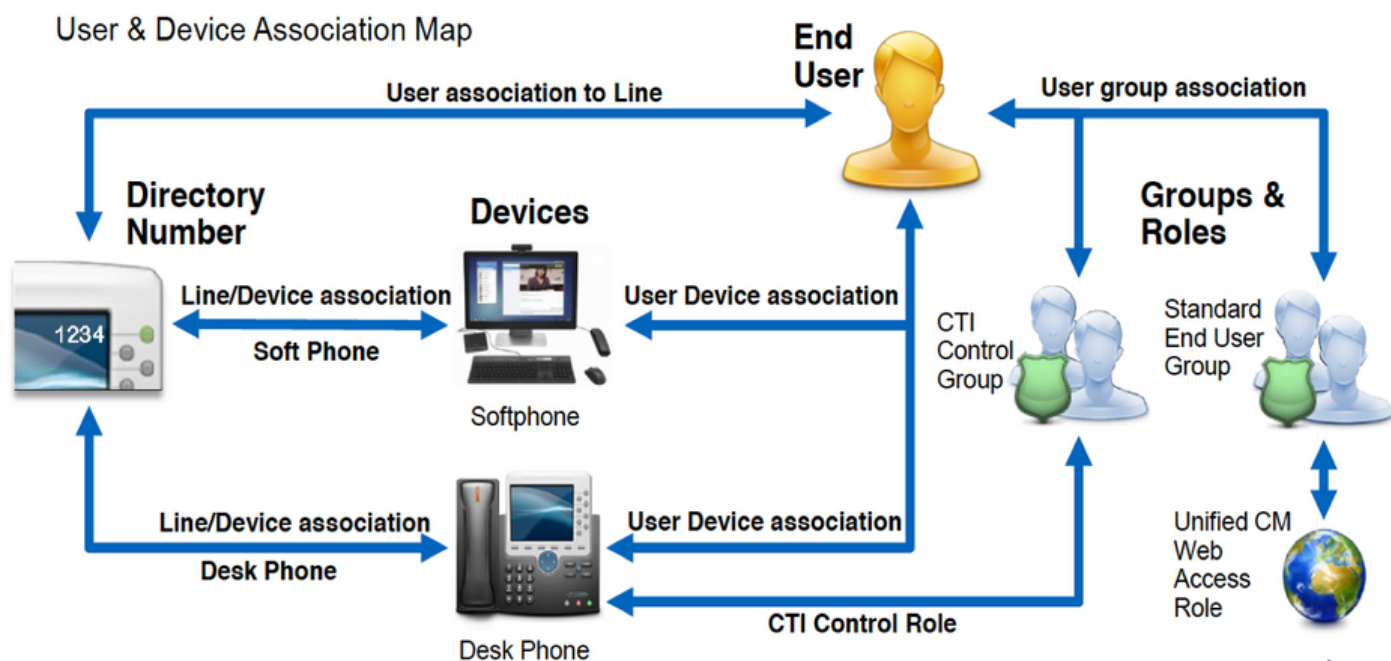 User & Device Association Map
End
User
User association to Line
User group association
Directory
Number
Devices
Groups &
Roles
1234
Line/Device association
Soft Phone
User Device association
Softphone
CTI
Control
Group
Standard
End User
Group
Line/Device association
Desk Phone
User Device association
Unified CM
Web
Access
Role
CTI Control Role
Desk Phone